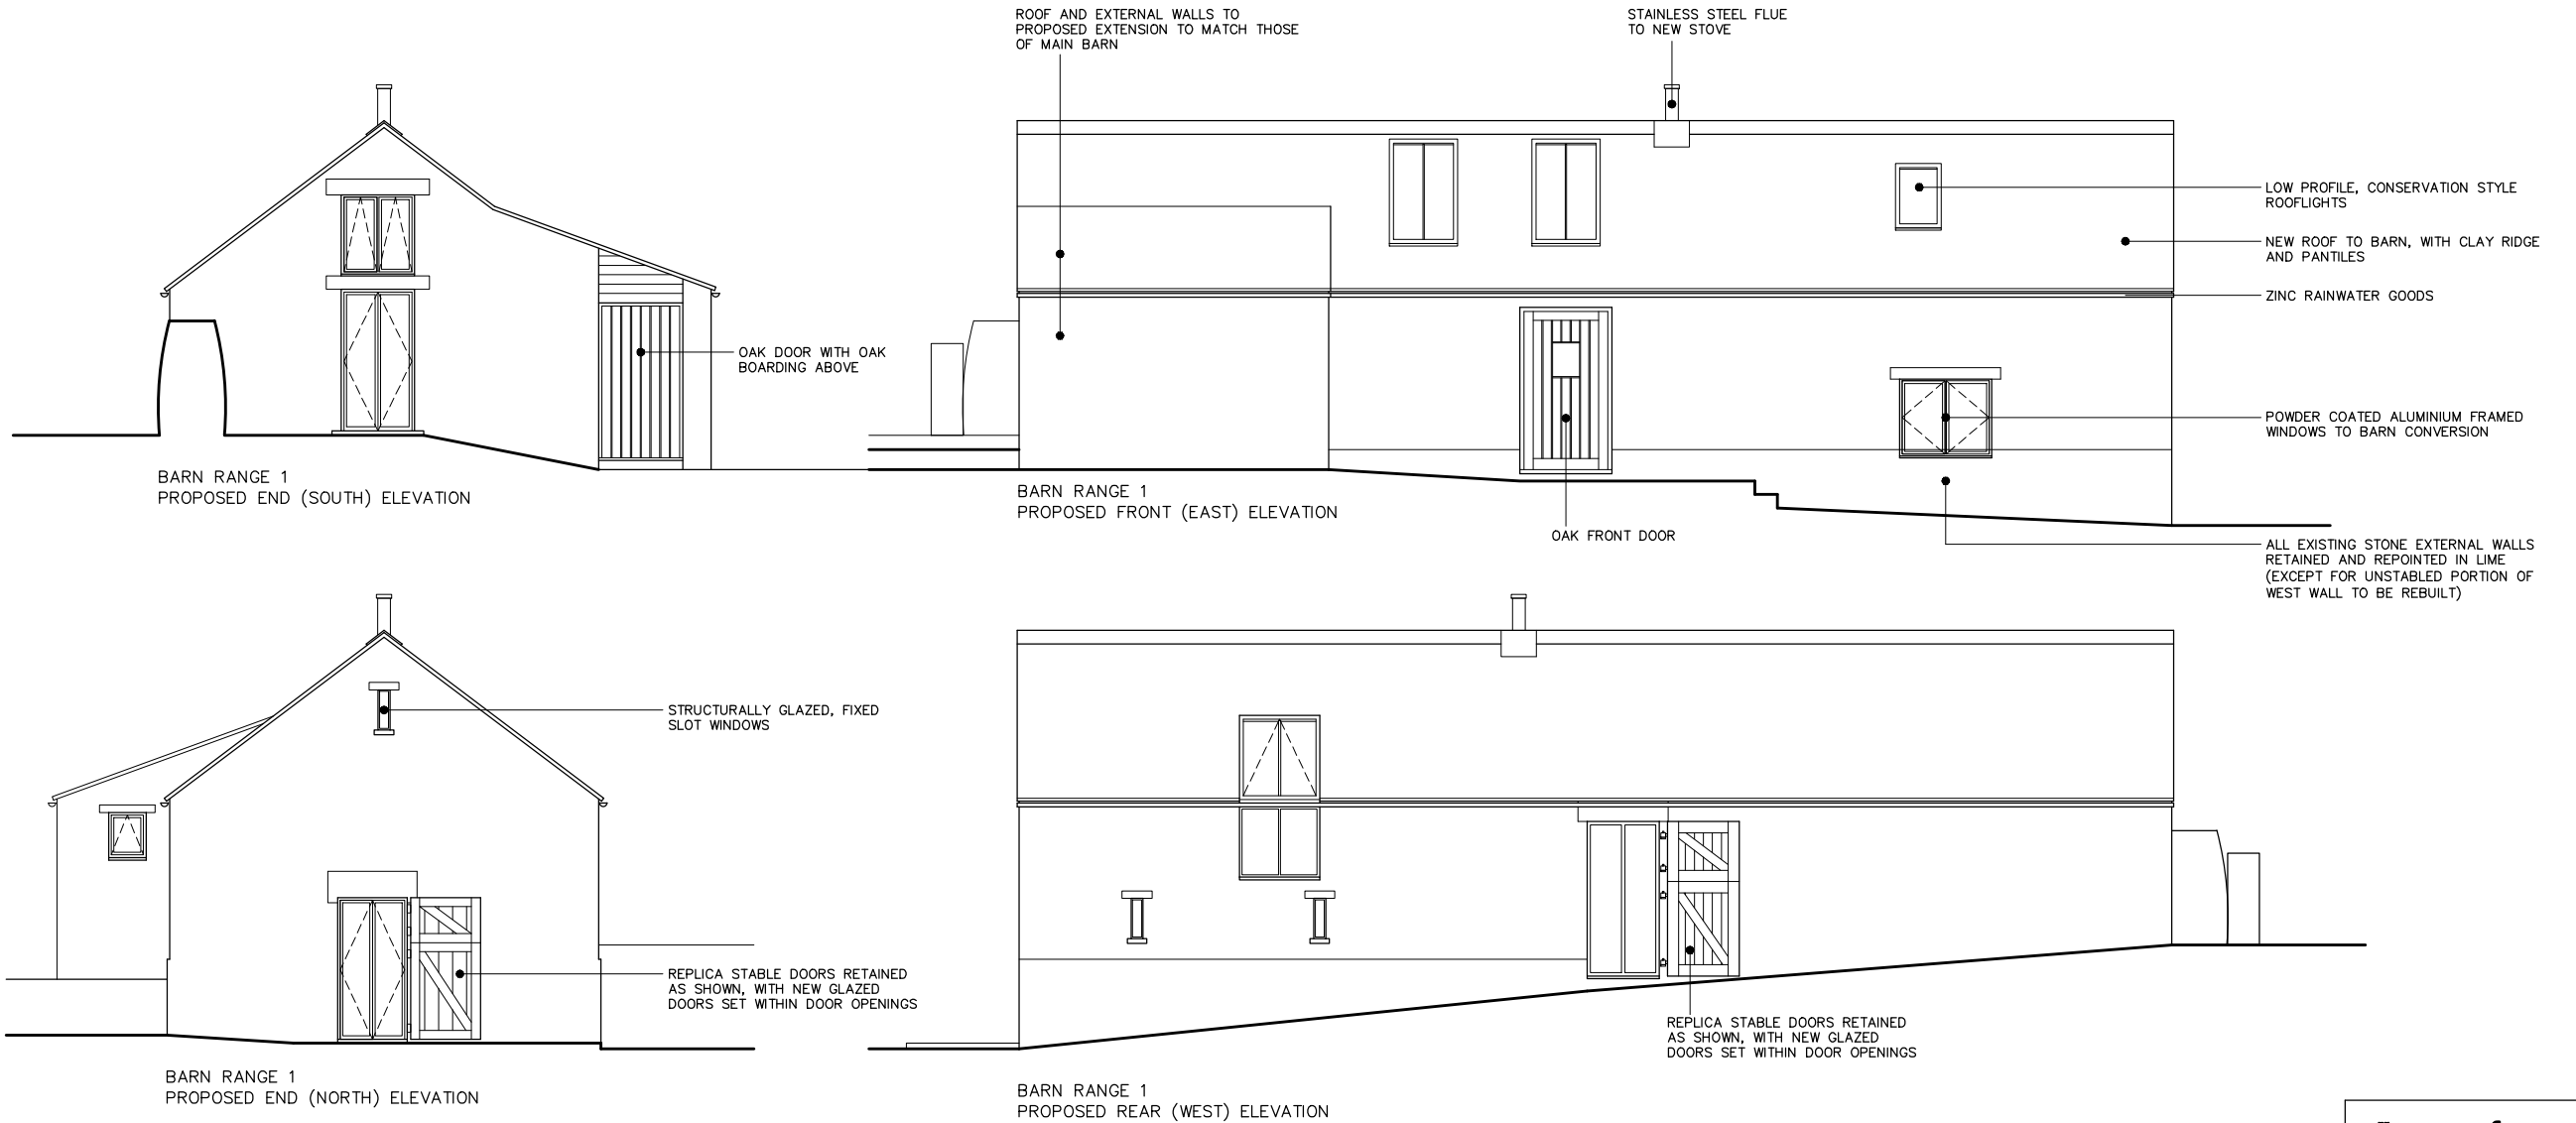 ROOF AND EXTERNAL WALLS TO
PROPOSED EXTENSION TO MATCH THOSE
OF MAIN BARN
STAINLESS STEEL FLUE
TO NEW STOVE
LOW PROFILE, CONSERVATION STYLE
ROOFLIGHTS
NEW ROOF TO BARN, WITH CLAY RIDGE
AND PANTILES
ZINC RAINWATER GOODS
OAK DOOR WITH OAK
BOARDING ABOVE
POWDER COATED ALUMINIUM FRAMED
WINDOWS TO BARN CONVERSION
BARN RANGE 1
PROPOSED END (SOUTH) ELEVATION
BARN RANGE 1
PROPOSED FRONT (EAST) ELEVATION
OAK FRONT DOOR
ALL EXISTING STONE EXTERNAL WALLS
RETAINED AND REPOINTED IN LIME
(EXCEPT FOR UNSTABLED PORTION OF
WEST WALL TO BE REBUILT)
STRUCTURALLY GLAZED, FIXED
SLOT WINDOWS
REPLICA STABLE DOORS RETAINED
AS SHOWN, WITH NEW GLAZED
DOORS SET WITHIN DOOR OPENINGS
REPLICA STABLE DOORS RETAINED
AS SHOWN, WITH NEW GLAZED
DOORS SET WITHIN DOOR OPENINGS
BARN RANGE 1
PROPOSED END (NORTH) ELEVATION
BARN RANGE 1
PROPOSED REAR (WEST) ELEVATION